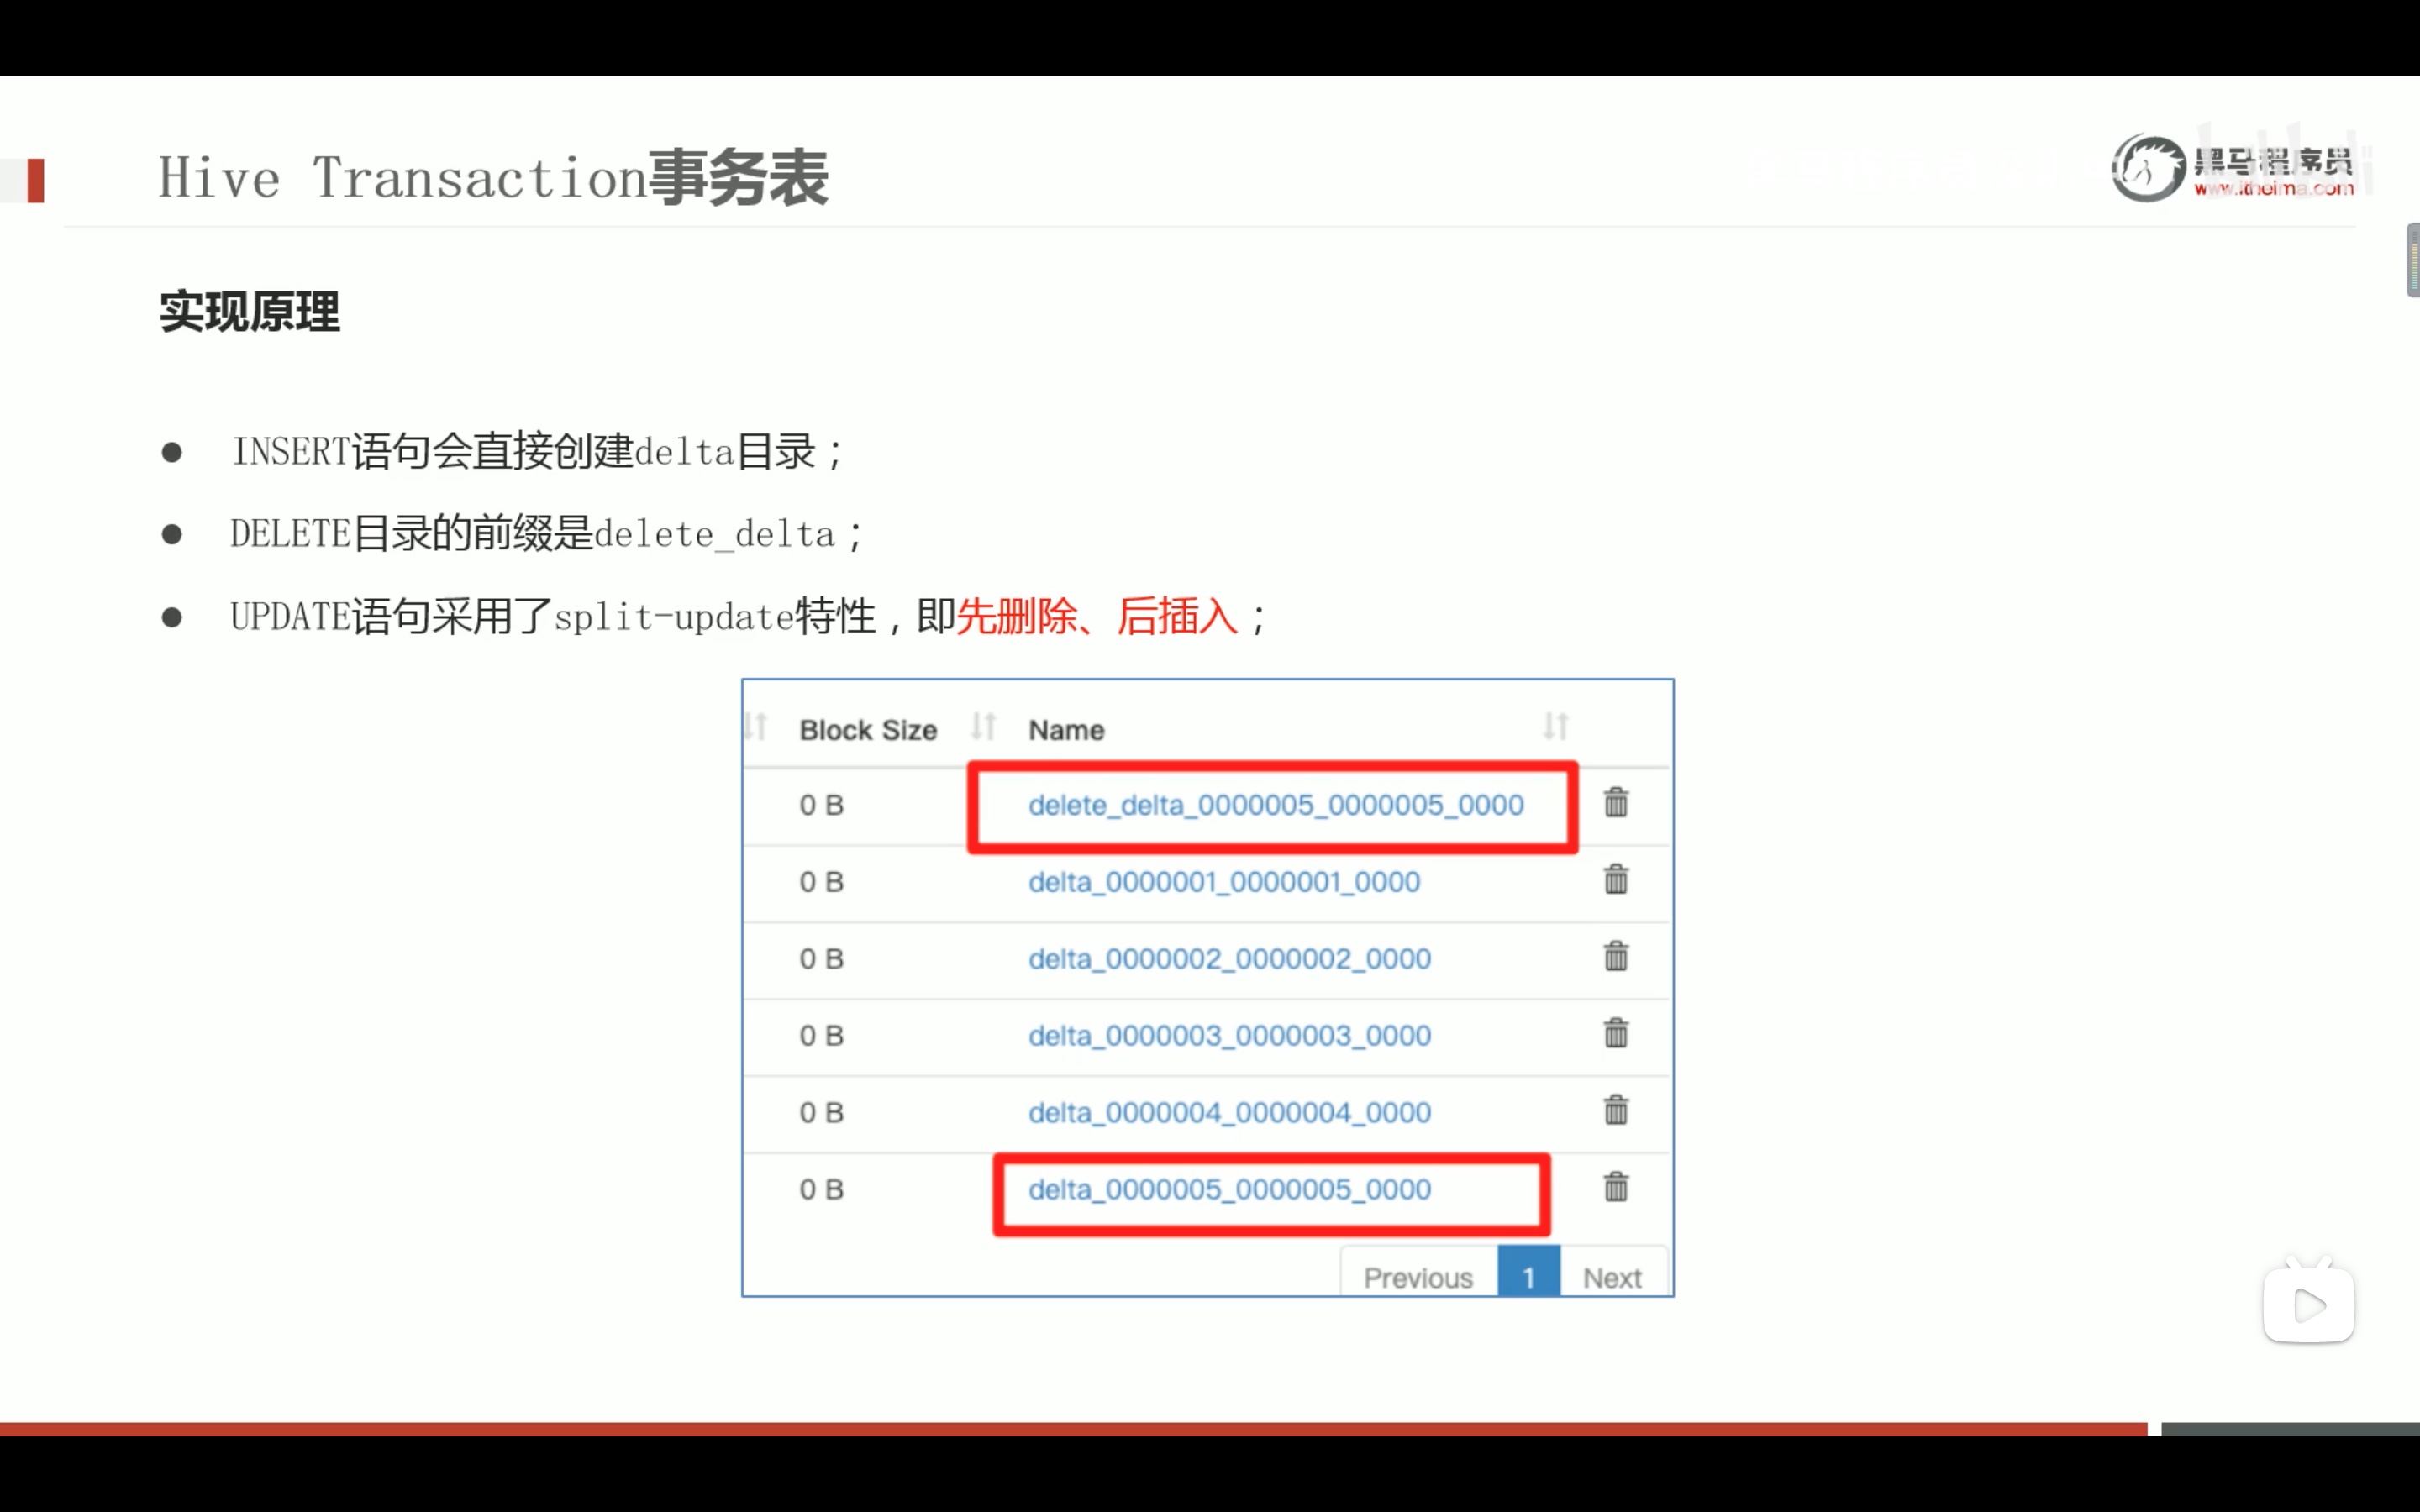 Hive Transaction事务表
黑马程序员
www.itheima.com
实现原理
● INSERT语句会直接创建delta目录；
● DELETE目录的前缀是delete_delta；
● UPDATE语句采用了split-update特性，即先删除、后插入；
Block Size Name
0 B delete_delta_0000005_0000005_0000
0 B delta_0000001_0000001_0000
0 B delta_0000002_0000002_0000
0 B delta_0000003_0000003_0000
0 B delta_0000004_0000004_0000
0 B delta_0000005_0000005_0000
Previous 1 Next